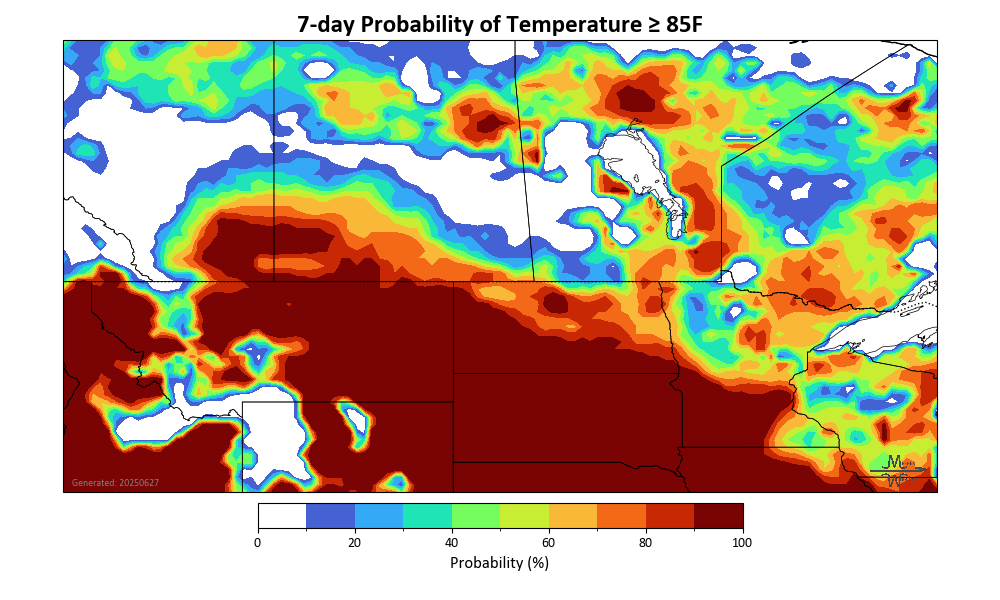 7-day Probability of Temperature ≥ 85F
Generated: 20250627
0 20 40 60 80 100
Probability (%)